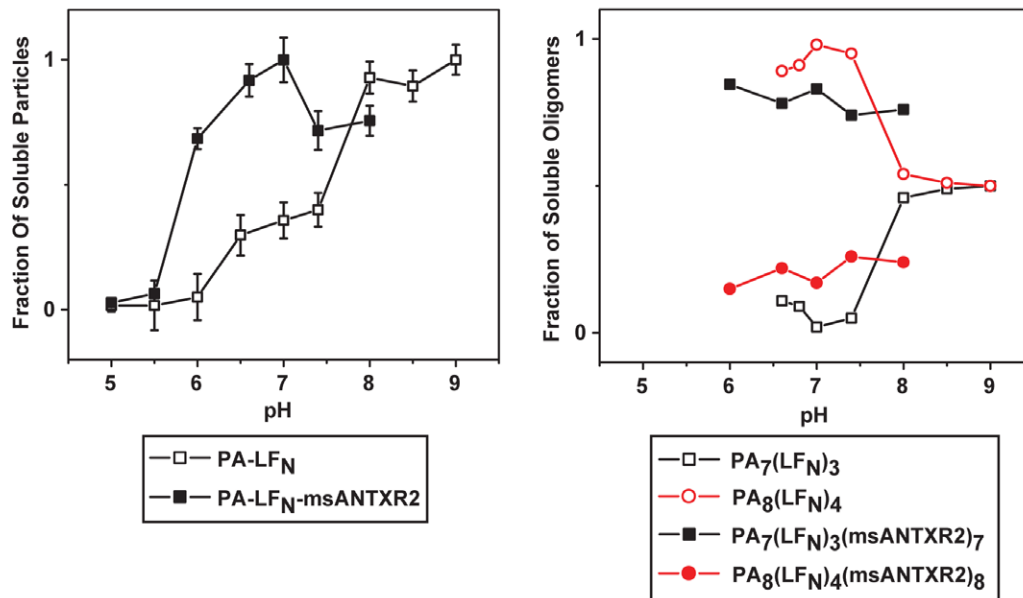 Fraction Of Soluble Particles
1
0
5 6 7 8 9
pH
PA-LFN
PA-LFN-msANTXR2
Fraction of Soluble Oligomers
1
0
5 6 7 8 9
pH
PA7(LFN)3
PA8(LFN)4
PA7(LFN)3(msANTXR2)7
PA8(LFN)4(msANTXR2)8